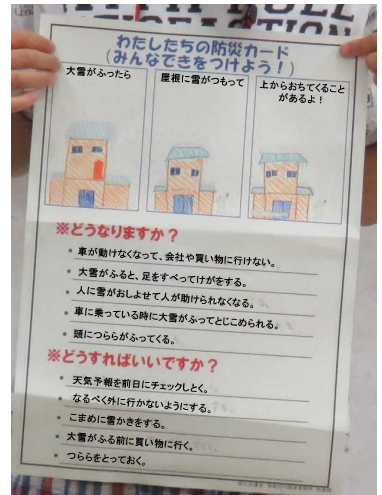 わたしたちの防災カード
(みんなできをつけよう!)
大雪がふったら
屋根に雪がつもって
上からおちてくること
があるよ!
※どうなりますか?
・車が動けなくなって、会社や買い物に行けない。
・大雪がふると、足をすべってけがをする。
・人に雪がおしよせて人が助けられなくなる。
・車に乗っている時に大雪がふってとじこめられる。
・頭につららがふってくる。
※どうすればいいですか?
・天気予報を前日にチェックしとく。
・なるべく外に行かないようにする。
・こまめに雪かきをする。
・大雪がふる前に買い物に行く。
・つららをとっておく。